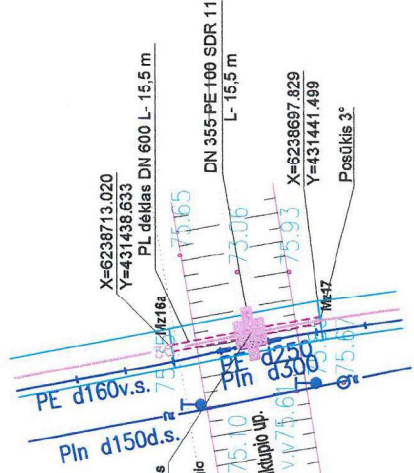 X=6238713.020
Y=431438.633
PL dėklas DN 600 L- 15,5 m
DN 355 PE 100 SDR 11
L- 15,5 m
X=6238697.829
Y=431441.499
Posūkis 3°
Mz16a
Mz17
75.65
73.06
75.93
PE d160v.s.
Pln d150d.s.
PE d250
Pln d300
75.10
75.61
up.